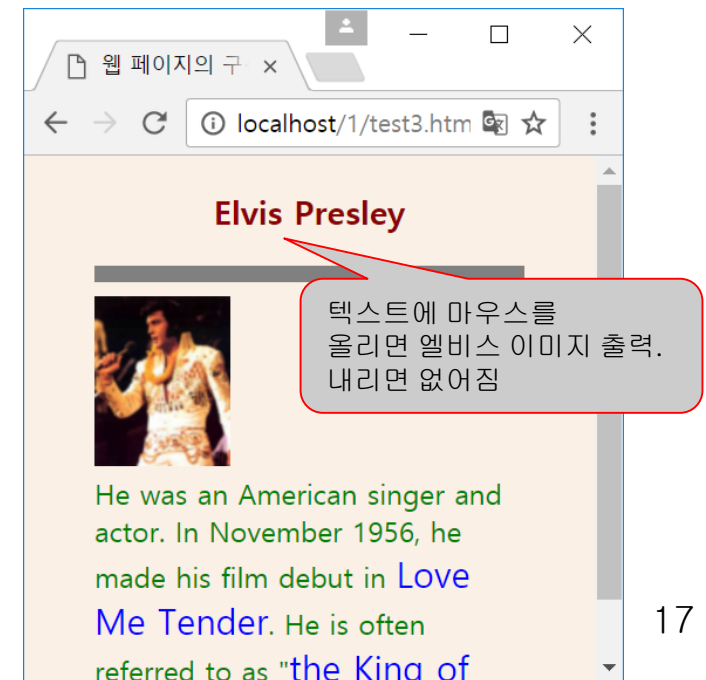 웹 페이지의 구
localhost/1/test3.htm
Elvis Presley
텍스트에 마우스를
올리면 엘비스 이미지 출력.
내리면 없어짐
He was an American singer and
actor. In November 1956, he
made his film debut in Love
Me Tender. He is often
referred to as "the King of
17